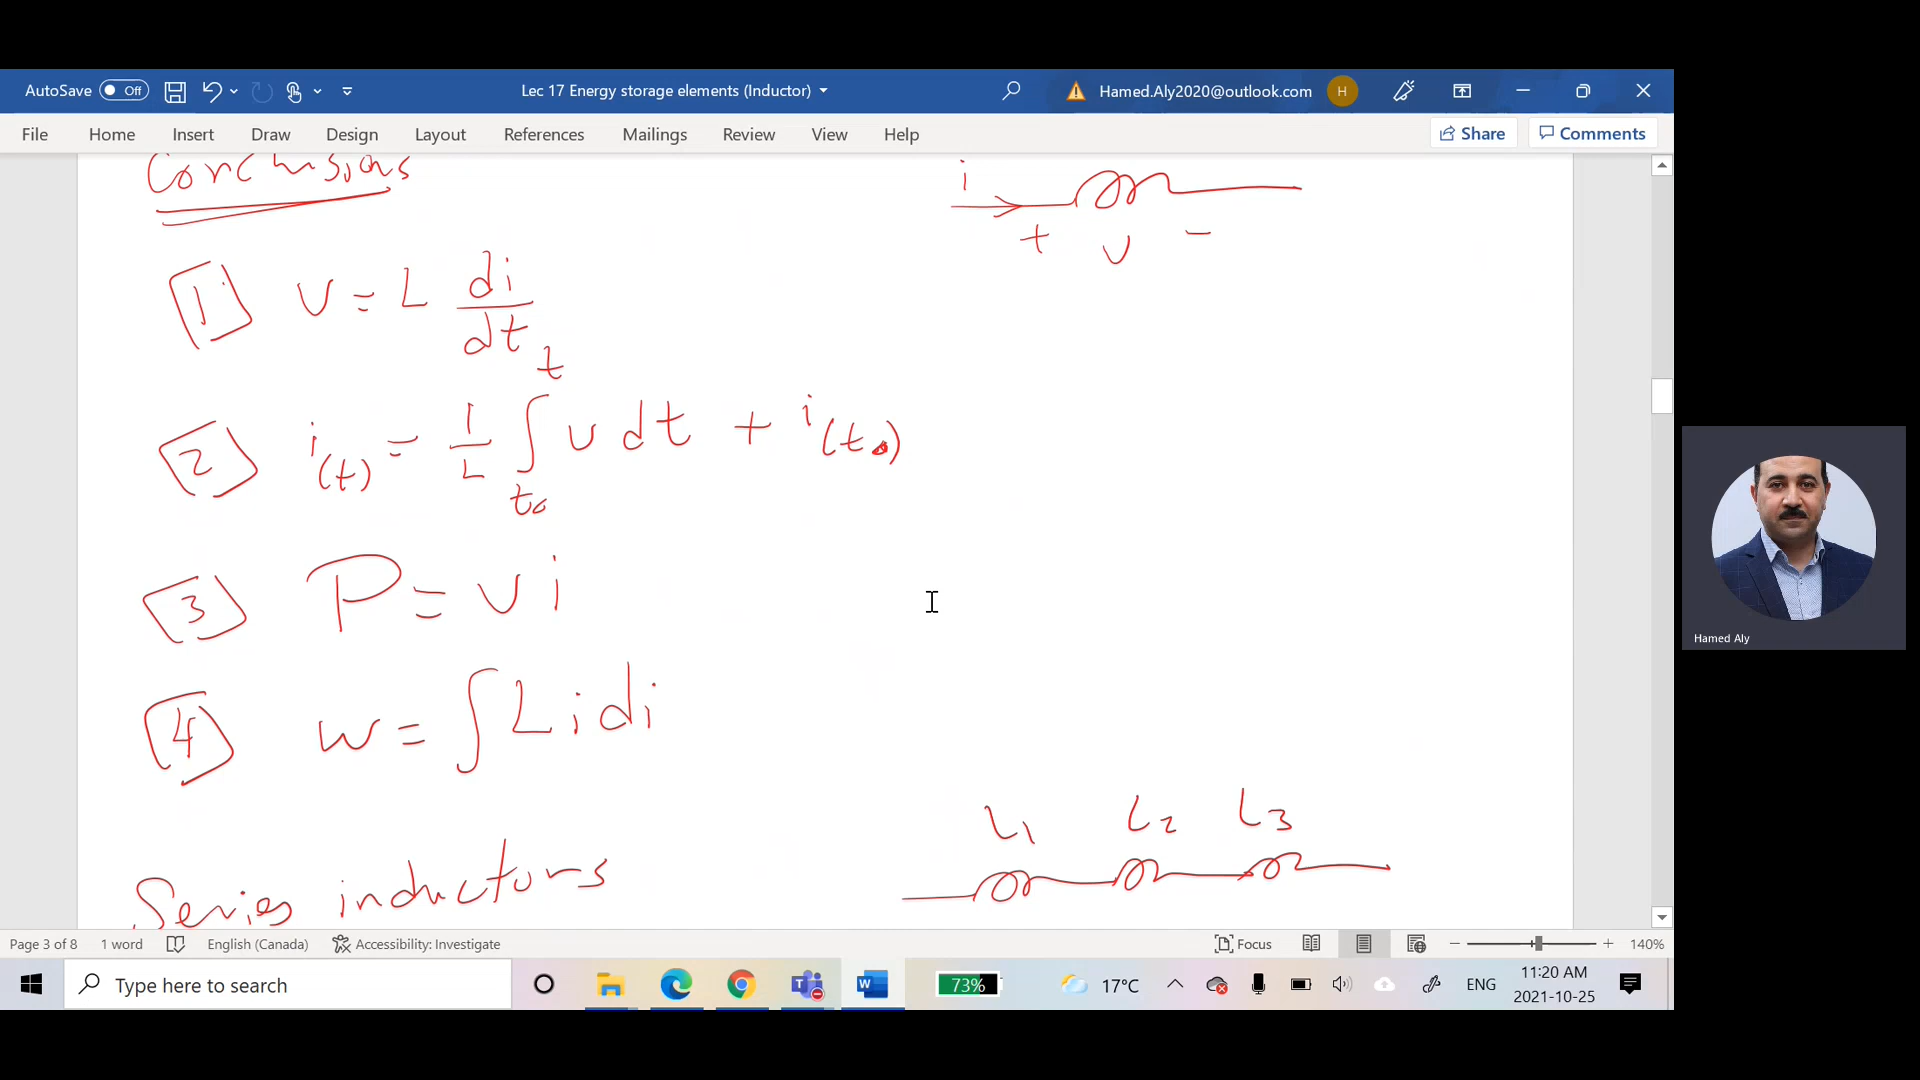 AutoSave Off Lec 17 Energy storage elements (Inductor) Hamed.Aly2020@outlook.com H
File Home Insert Draw Design Layout References Mailings Review View Help Share Comments
Conclusions
i
+ v −
1 v = L di/dt
2 i(t) = 1/L ∫ t t0 v dt + i(t0)
3 P = v i
4 w = ∫ L i di
L1 L2 L3
Series inductors
Hamed Aly
Page 3 of 8 1 word English (Canada) Accessibility: Investigate Focus 140%
Type here to search 73% 17°C ENG 11:20 AM
2021-10-25